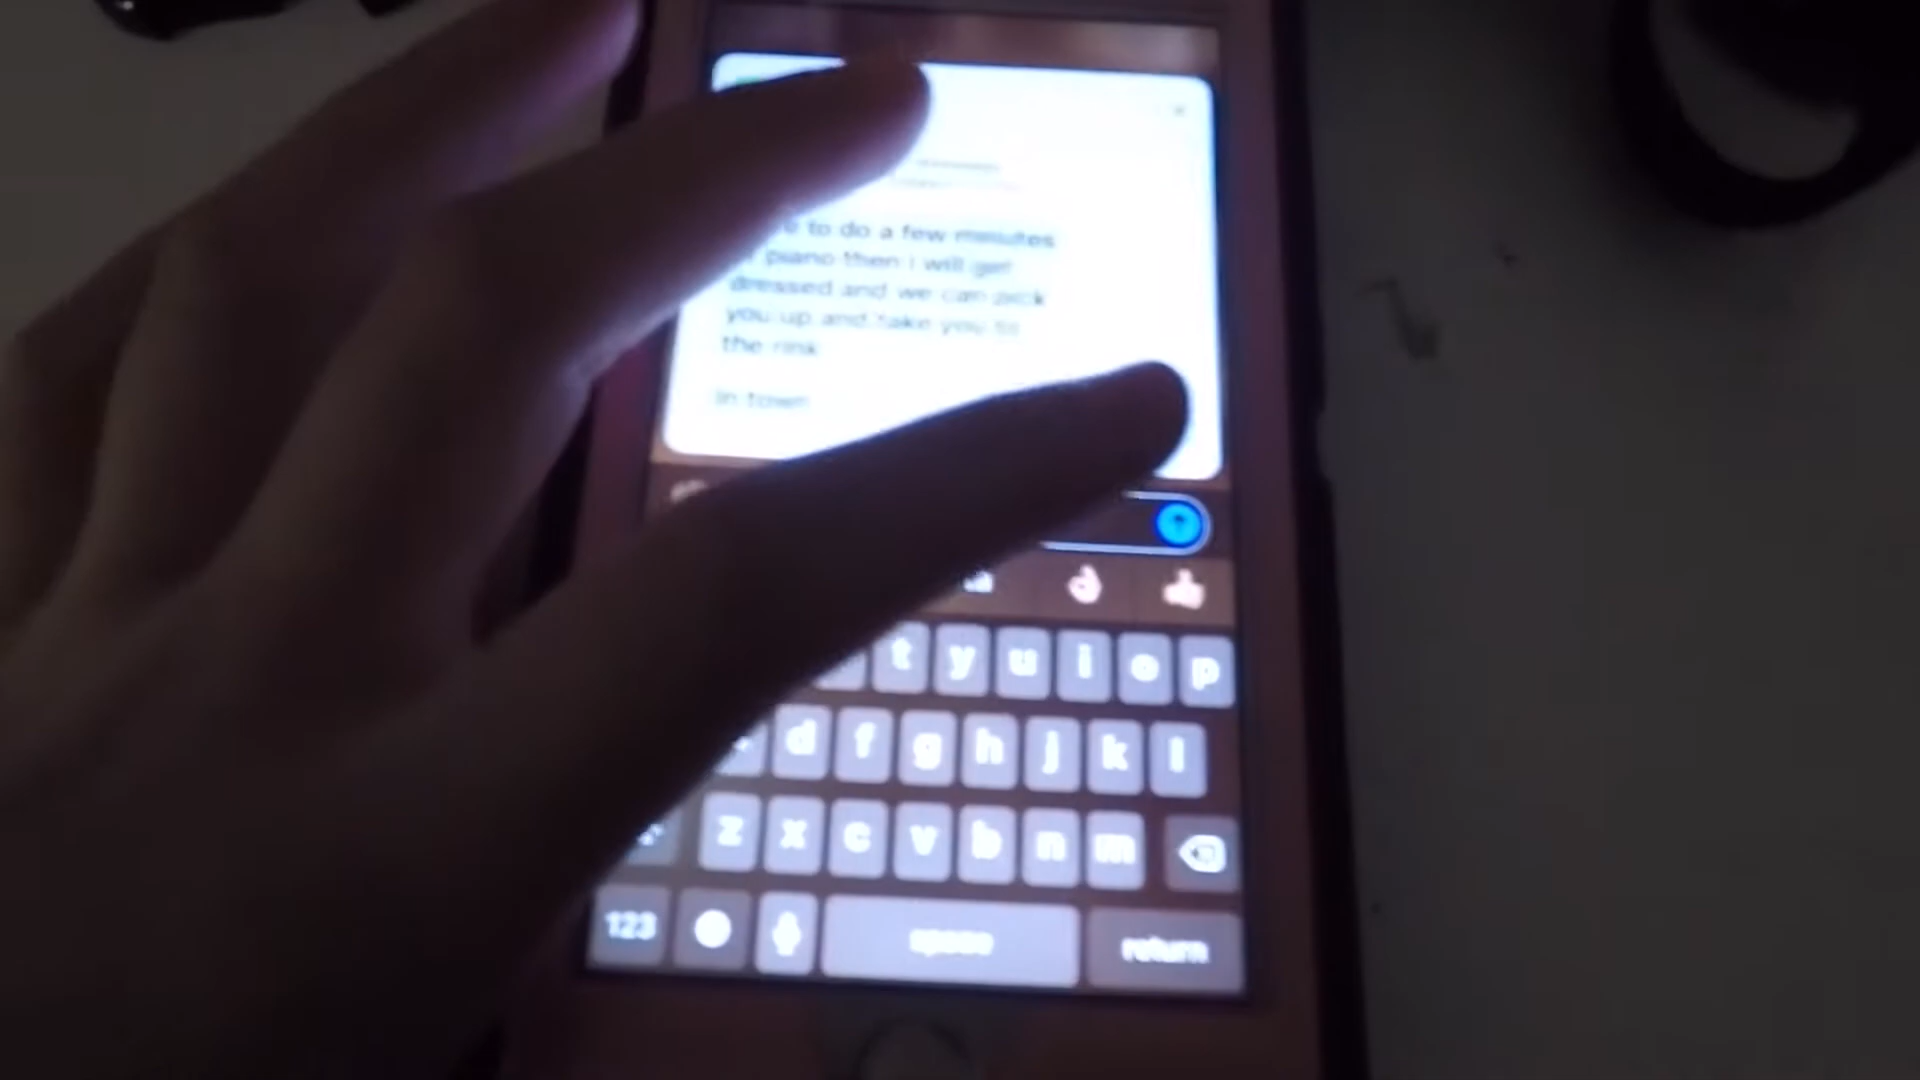 to do a few minutes
piano then i will get
dressed and we can pick
you up and take you to
the rink
in town
t y u i o p
d f g h j k l
z x c v b n m
123 space return